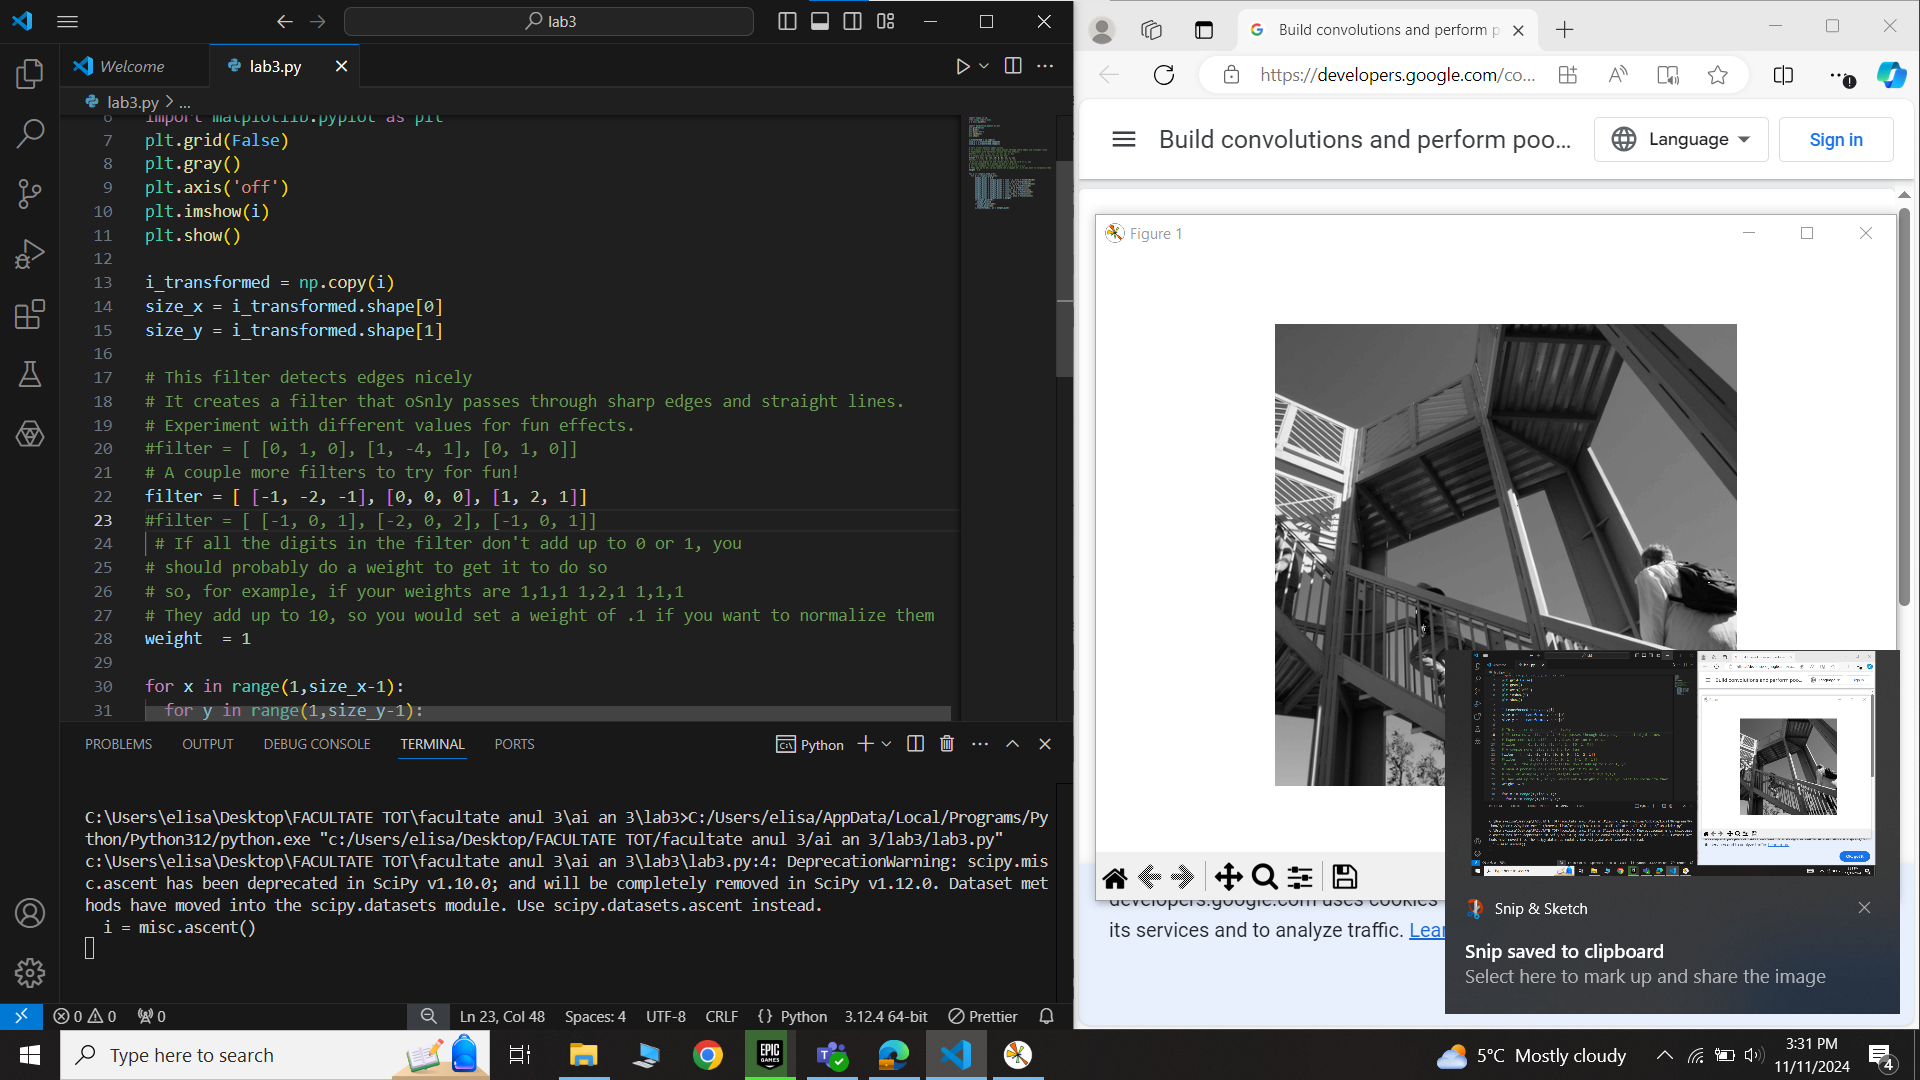 lab3
Welcome
lab3.py
lab3.py > ...
6 import matplotlib.pyplot as plt
7 plt.grid(False)
8 plt.gray()
9 plt.axis('off')
10 plt.imshow(i)
11 plt.show()
12
13 i_transformed = np.copy(i)
14 size_x = i_transformed.shape[0]
15 size_y = i_transformed.shape[1]
16
17 # This filter detects edges nicely
18 # It creates a filter that oSnly passes through sharp edges and straight lines.
19 # Experiment with different values for fun effects.
20 #filter = [ [0, 1, 0], [1, -4, 1], [0, 1, 0]]
21 # A couple more filters to try for fun!
22 filter = [ [-1, -2, -1], [0, 0, 0], [1, 2, 1]]
23 #filter = [ [-1, 0, 1], [-2, 0, 2], [-1, 0, 1]]
24 # If all the digits in the filter don't add up to 0 or 1, you
25 # should probably do a weight to get it to do so
26 # so, for example, if your weights are 1,1,1 1,2,1 1,1,1
27 # They add up to 10, so you would set a weight of .1 if you want to normalize them
28 weight  = 1
29
30 for x in range(1,size_x-1):
31   for y in range(1,size_y-1):
PROBLEMS OUTPUT DEBUG CONSOLE TERMINAL PORTS Python
C:\Users\elisa\Desktop\FACULTATE TOT\facultate anul 3\ai an 3\lab3>C:/Users/elisa/AppData/Local/Programs/Py
thon/Python312/python.exe "c:/Users/elisa/Desktop/FACULTATE TOT/facultate anul 3/ai an 3/lab3/lab3.py"
c:\Users\elisa\Desktop\FACULTATE TOT\facultate anul 3\ai an 3\lab3\lab3.py:4: DeprecationWarning: scipy.mis
c.ascent has been deprecated in SciPy v1.10.0; and will be completely removed in SciPy v1.12.0. Dataset met
hods have moved into the scipy.datasets module. Use scipy.datasets.ascent instead.
i = misc.ascent()
0 0 0 Ln 23, Col 48 Spaces: 4 UTF-8 CRLF {} Python 3.12.4 64-bit Prettier
Build convolutions and perform p
https://developers.google.com/co...
Build convolutions and perform poo... Language Sign in
Figure 1
developers.google.com uses cookies
its services and to analyze traffic. Lear
Snip & Sketch
Snip saved to clipboard
Select here to mark up and share the image
Type here to search
EPIC GAMES
5°C Mostly cloudy
3:31 PM
11/11/2024
4